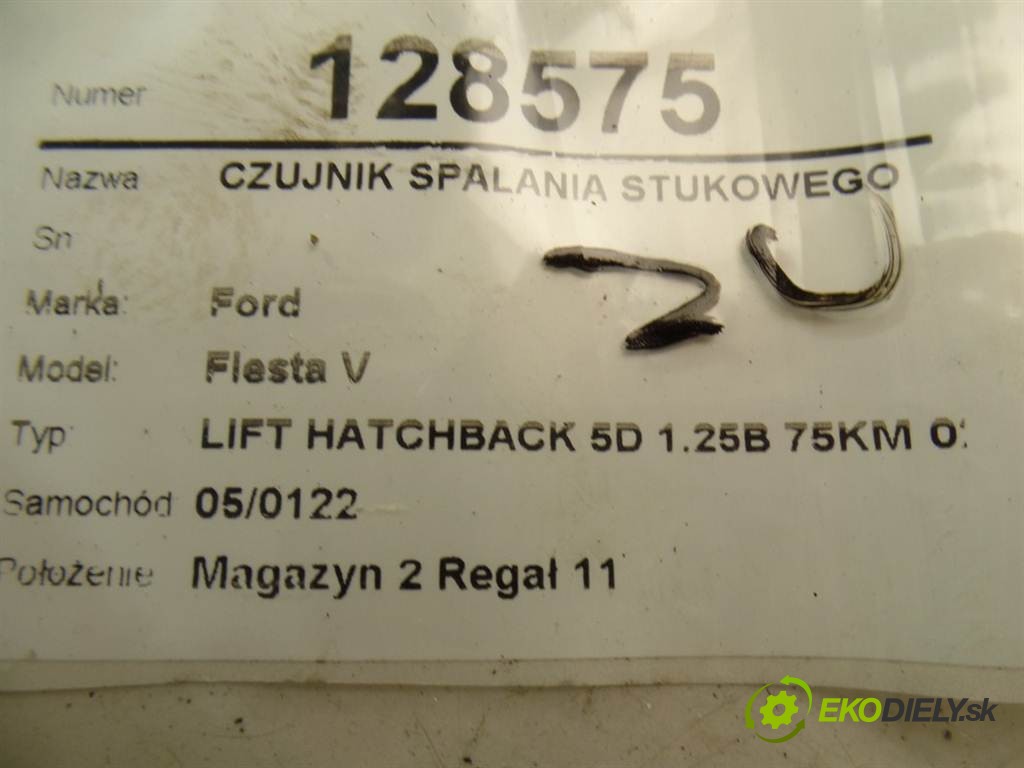 Numer 128575
Nazwa CZUJNIK SPALANIA STUKOWEGO
Sn
Marka: Ford
Model: Fiesta V
Typ: LIFT HATCHBACK 5D 1.25B 75KM
Samochód 05/0122
Położenie Magazyn 2 Regał 11
EKODIELY.sk